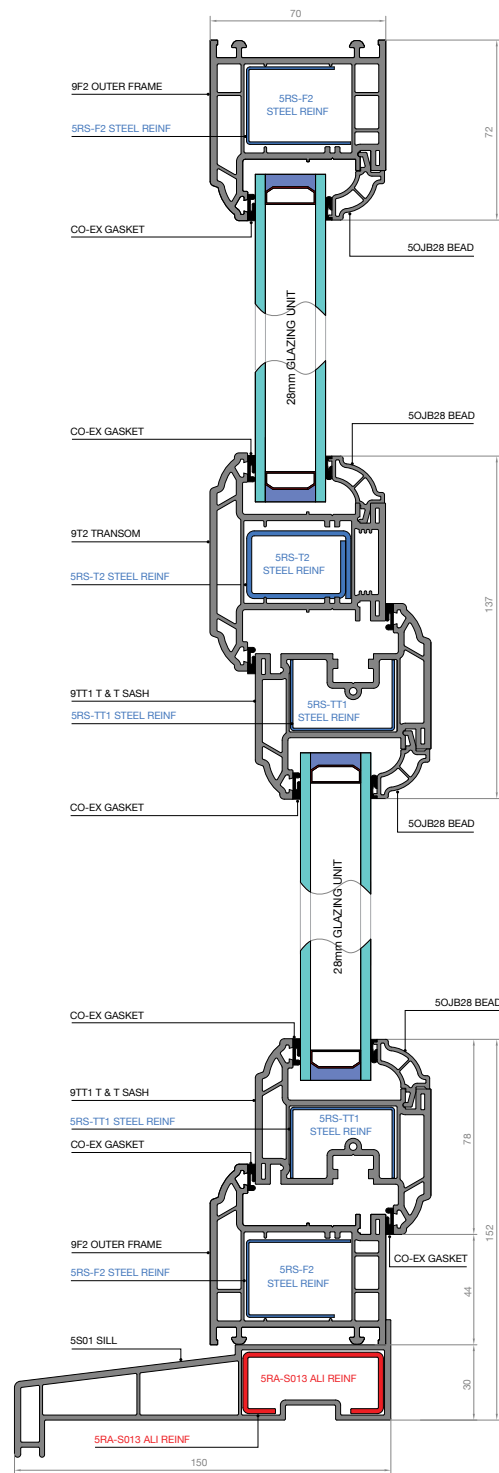 70
9F2 OUTER FRAME
5RS-F2
STEEL REINF
5RS-F2 STEEL REINF
72
CO-EX GASKET
5OJB28 BEAD
28mm GLAZING UNIT
5OJB28 BEAD
CO-EX GASKET
9T2 TRANSOM
5RS-T2
STEEL REINF
5RS-T2 STEEL REINF
137
9TT1 T & T SASH
5RS-TT1
STEEL REINF
5RS-TT1 STEEL REINF
CO-EX GASKET
5OJB28 BEAD
28mm GLAZING UNIT
5OJB28 BEAD
CO-EX GASKET
9TT1 T & T SASH
5RS-TT1
STEEL REINF
5RS-TT1 STEEL REINF
78
CO-EX GASKET
152
9F2 OUTER FRAME
CO-EX GASKET
5RS-F2
STEEL REINF
5RS-F2 STEEL REINF
44
5S01 SILL
5RA-S013 ALI REINF
30
5RA-S013 ALI REINF
150